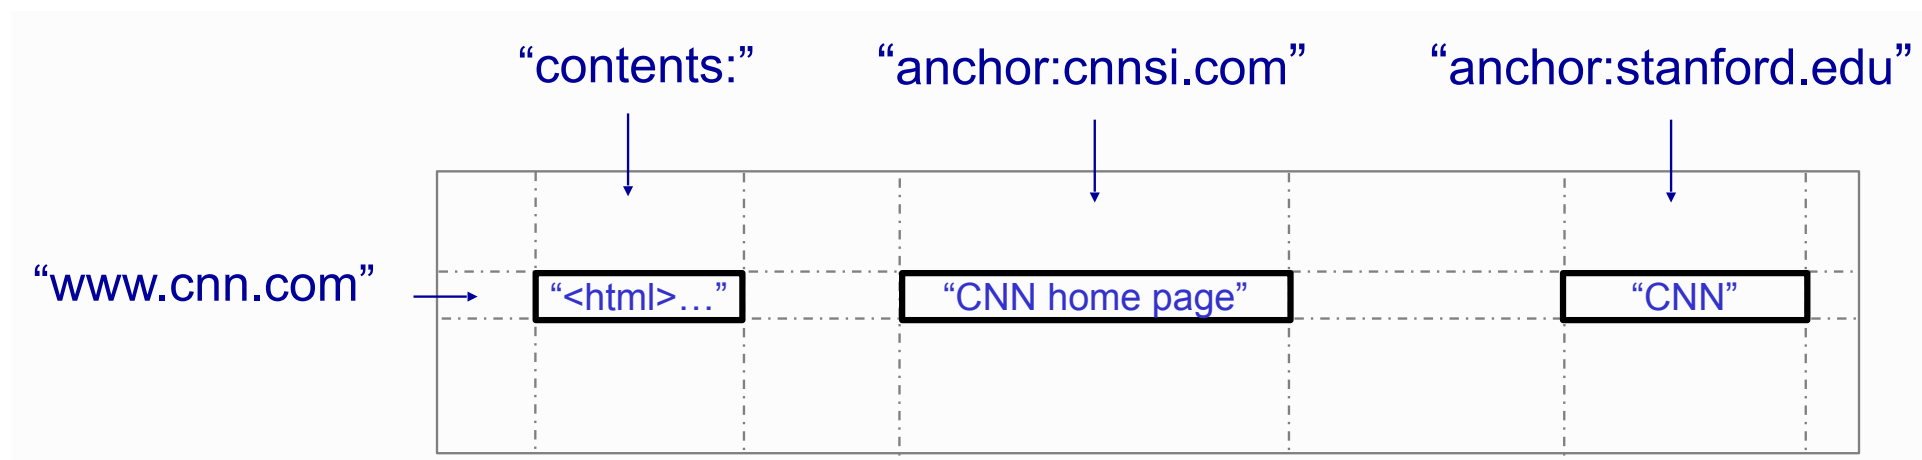 “contents:” “anchor:cnnsi.com” “anchor:stanford.edu”
“www.cnn.com” “<html>…” “CNN home page” “CNN”